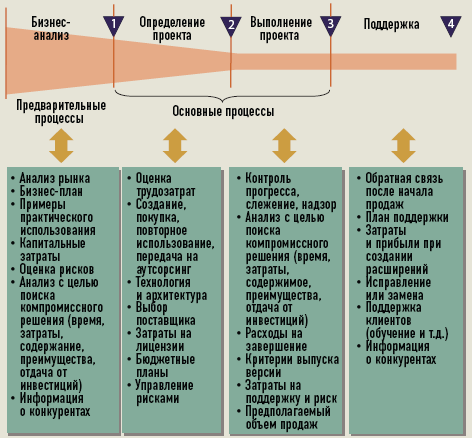 Бизнес-
анализ
1
Определение
проекта
2
Выполнение
проекта
3
Поддержка
4
Предварительные
процессы
Основные процессы
• Анализ рынка
• Бизнес-план
• Примеры
практического
использования
• Капитальные
затраты
• Оценка рисков
• Анализ с целью
поиска
компромиссного
решения (время,
затраты,
содержание,
преимущества,
отдача от
инвестиций)
• Информация
о конкурентах
• Оценка
трудозатрат
• Создание,
покупка,
повторное
использование,
передача на
аутсорсинг
• Технология
и архитектура
• Выбор
поставщика
• Затраты на
лицензии
• Бюджетные
планы
• Управление
рисками
• Контроль
прогресса,
слежение, надзор
• Анализ с целью
поиска
компромиссного
решения (время,
затраты,
содержимое,
преимущества,
отдача от
инвестиций)
• Расходы на
завершение
• Критерии выпуска
версии
• Затраты на
поддержку и риск
• Предполагаемый
объем продаж
• Обратная связь
после начала
продаж
• План поддержки
• Затраты
и прибыли при
создании
расширений
• Исправление
или замена
• Поддержка
клиентов
(обучение и т.д.)
• Информация
о конкурентах